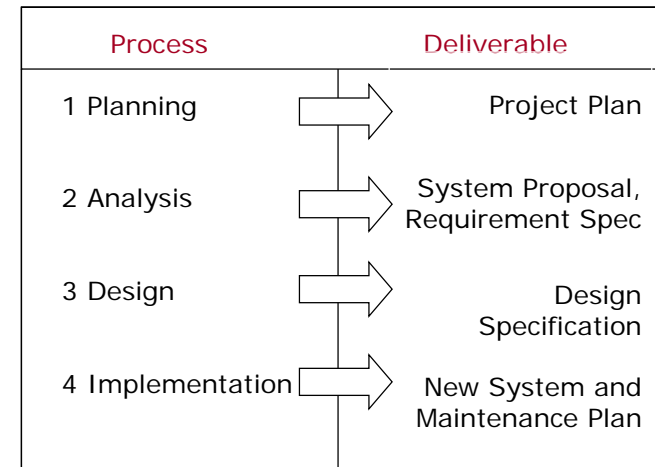 Process Deliverable
1 Planning Project Plan
2 Analysis System Proposal,
Requirement Spec
3 Design Design
Specification
4 Implementation New System and
Maintenance Plan